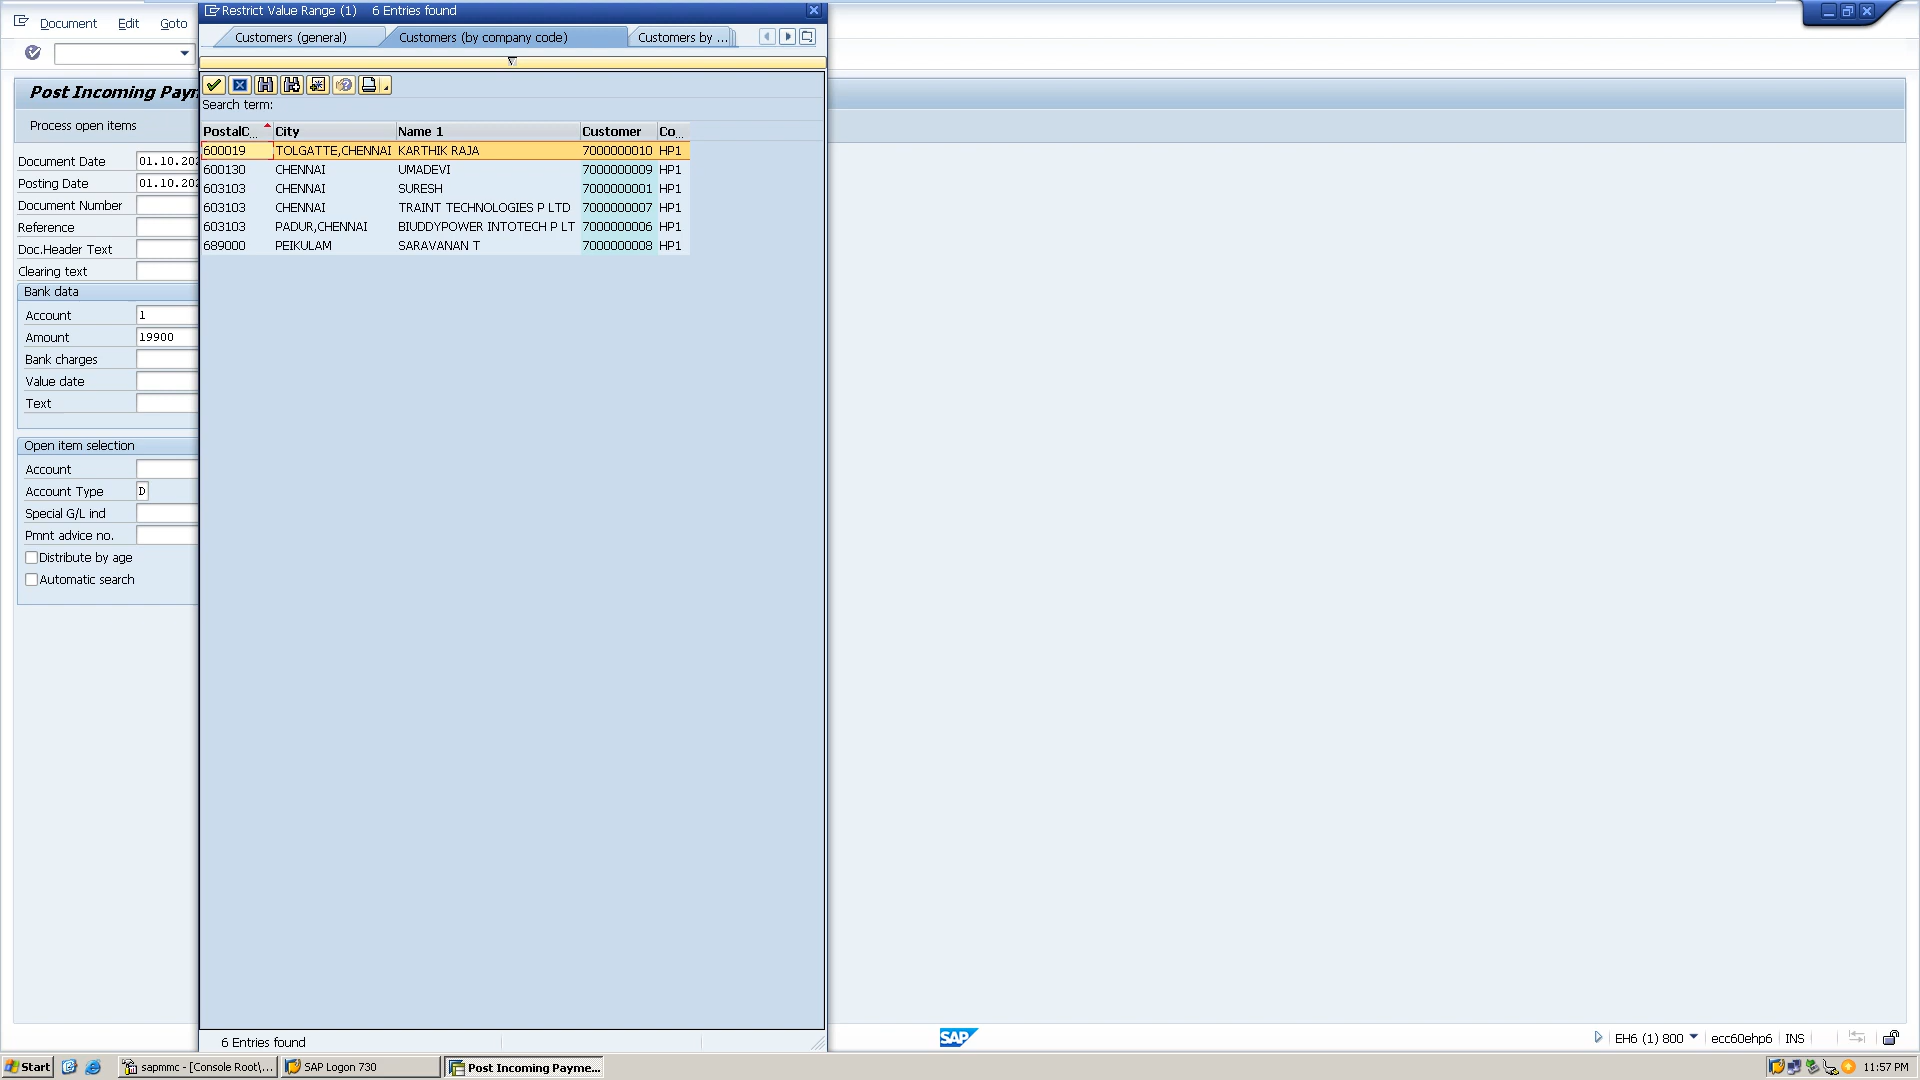 Restrict Value Range (1) 6 Entries found
Document Edit Goto
Customers (general) Customers (by company code) Customers by ...
Post Incoming Paym
Search term:
Process open items
PostalC... City Name 1 Customer Co...
600019 TOLGATTE,CHENNAI KARTHIK RAJA 7000000010 HP1
600130 CHENNAI UMADEVI 7000000009 HP1
603103 CHENNAI SURESH 7000000001 HP1
603103 CHENNAI TRAINT TECHNOLOGIES P LTD 7000000007 HP1
603103 PADUR,CHENNAI BIUDDYPOWER INTOTECH P LT 7000000006 HP1
689000 PEIKULAM SARAVANAN T 7000000008 HP1
Document Date 01.10.202
Posting Date 01.10.202
Document Number
Reference
Doc.Header Text
Clearing text
Bank data
Account 1
Amount 19900
Bank charges
Value date
Text
Open item selection
Account
Account Type D
Special G/L ind
Pmnt advice no.
Distribute by age
Automatic search
6 Entries found
SAP
EH6 (1) 800 ecc60ehp6 INS
Start sapmmc - [Console Root\... SAP Logon 730 Post Incoming Payme... 11:57 PM